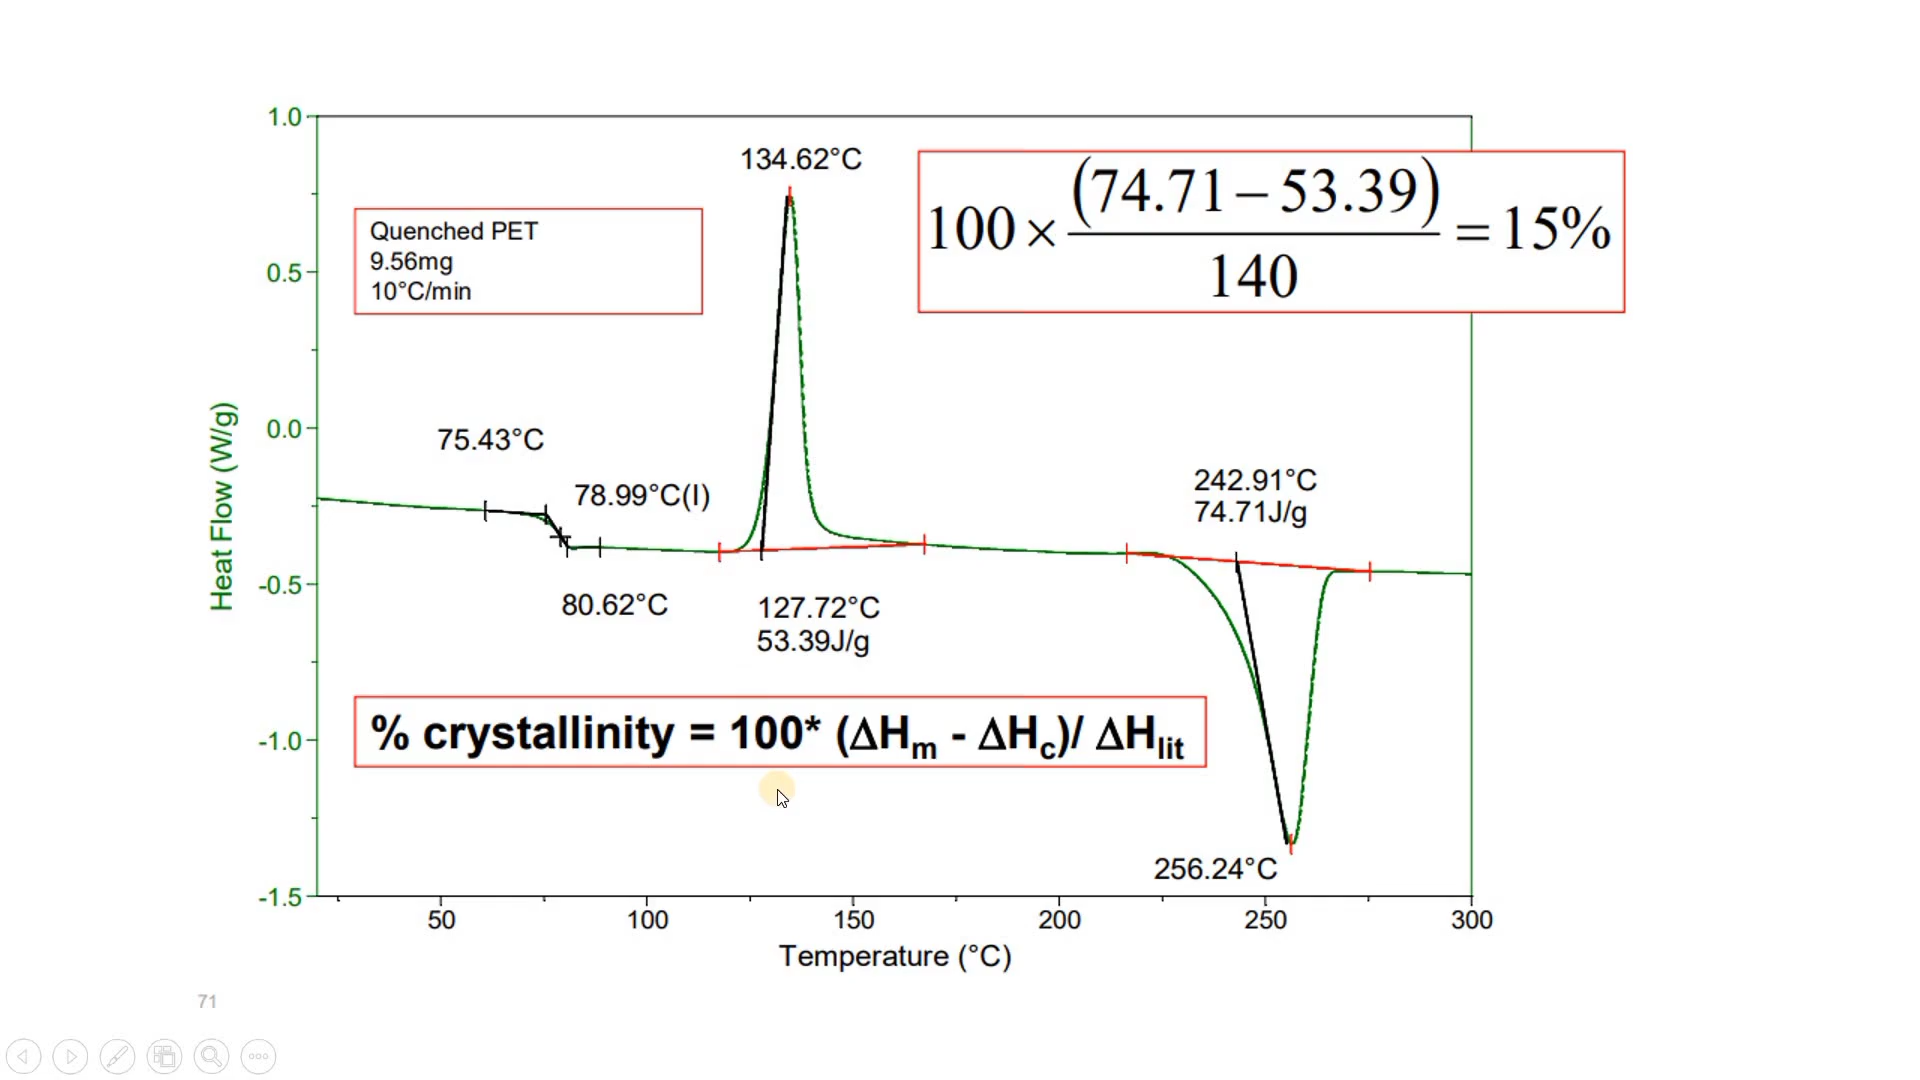 134.62°C
100 × (74.71 – 53.39) / 140 = 15%
Quenched PET
9.56mg
10°C/min
75.43°C
78.99°C(I)
80.62°C
127.72°C
53.39J/g
242.91°C
74.71J/g
% crystallinity = 100* (ΔHm - ΔHc)/ ΔHlit
256.24°C
Heat Flow (W/g)
1.0
0.5
0.0
-0.5
-1.0
-1.5
50 100 150 200 250 300
Temperature (°C)
71